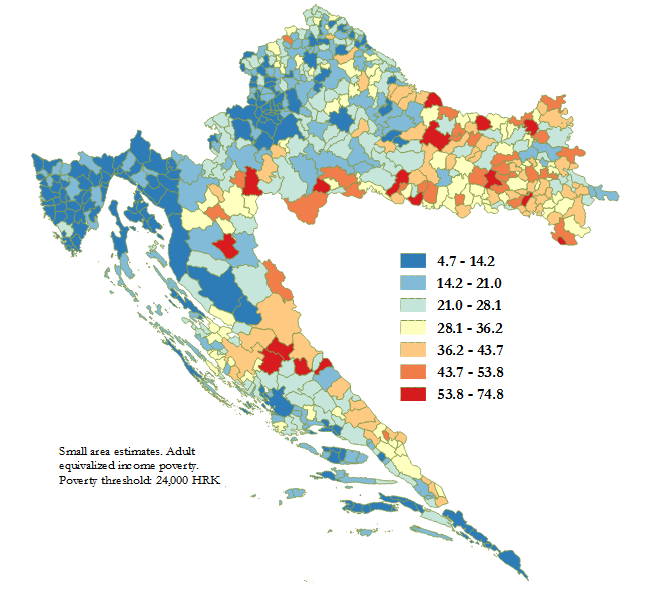 4.7 - 14.2
14.2 - 21.0
21.0 - 28.1
28.1 - 36.2
36.2 - 43.7
43.7 - 53.8
53.8 - 74.8
Small area estimates. Adult
equivalized income poverty.
Poverty threshold: 24,000 HRK